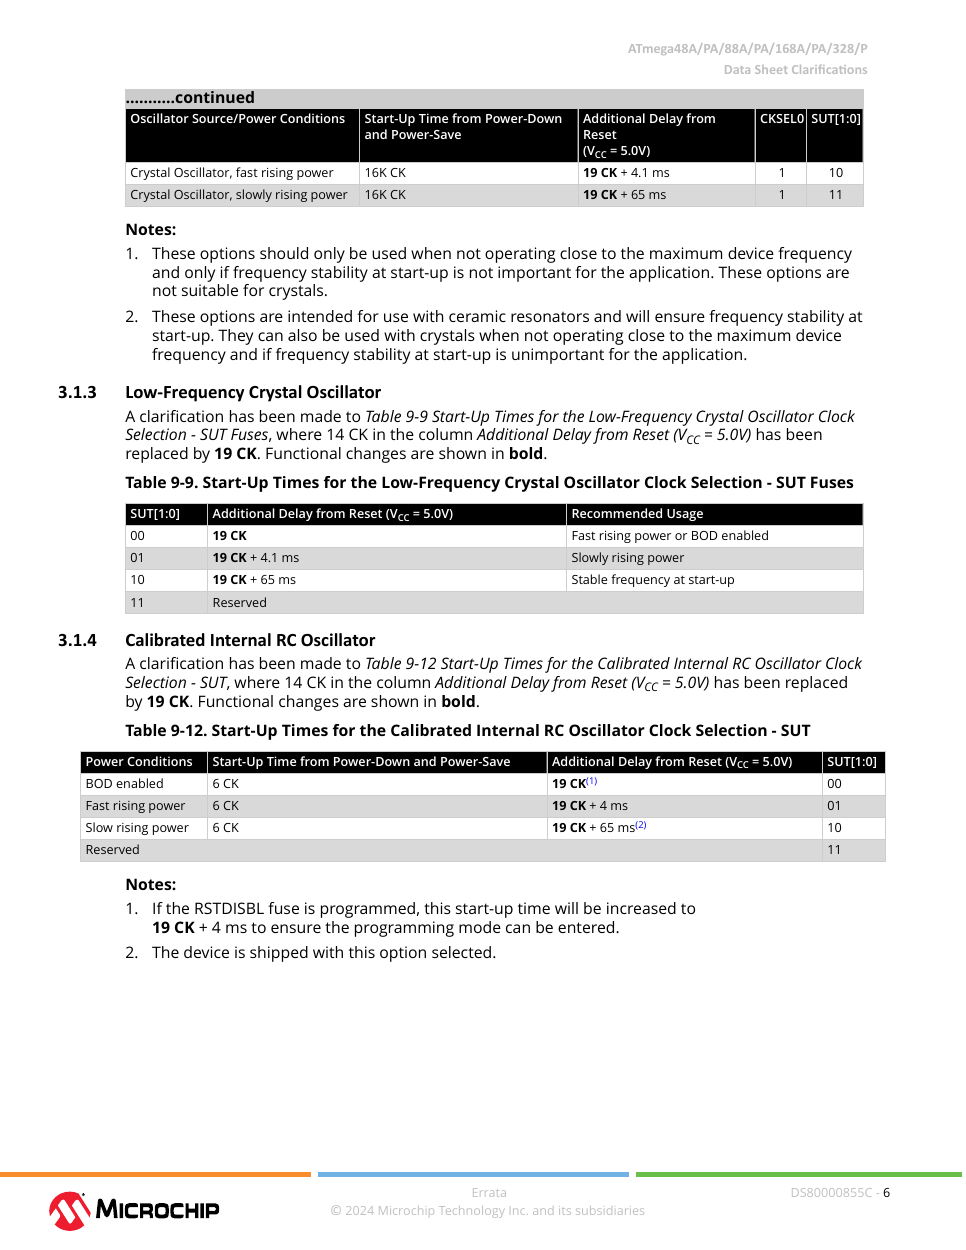 ATmega48A/PA/88A/PA/168A/PA/328/P
Data Sheet Clarifications
...........continued
Oscillator Source/Power Conditions Start-Up Time from Power-Down and Power-Save Additional Delay from Reset (VCC = 5.0V) CKSEL0 SUT[1:0]
Crystal Oscillator, fast rising power 16K CK 19 CK + 4.1 ms 1 10
Crystal Oscillator, slowly rising power 16K CK 19 CK + 65 ms 1 11
Notes:
1. These options should only be used when not operating close to the maximum device frequency
and only if frequency stability at start-up is not important for the application. These options are
not suitable for crystals.
2. These options are intended for use with ceramic resonators and will ensure frequency stability at
start-up. They can also be used with crystals when not operating close to the maximum device
frequency and if frequency stability at start-up is unimportant for the application.
3.1.3 Low-Frequency Crystal Oscillator
A clarification has been made to Table 9-9 Start-Up Times for the Low-Frequency Crystal Oscillator Clock
Selection - SUT Fuses, where 14 CK in the column Additional Delay from Reset (VCC = 5.0V) has been
replaced by 19 CK. Functional changes are shown in bold.
Table 9-9. Start-Up Times for the Low-Frequency Crystal Oscillator Clock Selection - SUT Fuses
SUT[1:0] Additional Delay from Reset (VCC = 5.0V) Recommended Usage
00 19 CK Fast rising power or BOD enabled
01 19 CK + 4.1 ms Slowly rising power
10 19 CK + 65 ms Stable frequency at start-up
11 Reserved
3.1.4 Calibrated Internal RC Oscillator
A clarification has been made to Table 9-12 Start-Up Times for the Calibrated Internal RC Oscillator Clock
Selection - SUT, where 14 CK in the column Additional Delay from Reset (VCC = 5.0V) has been replaced
by 19 CK. Functional changes are shown in bold.
Table 9-12. Start-Up Times for the Calibrated Internal RC Oscillator Clock Selection - SUT
Power Conditions Start-Up Time from Power-Down and Power-Save Additional Delay from Reset (VCC = 5.0V) SUT[1:0]
BOD enabled 6 CK 19 CK(1) 00
Fast rising power 6 CK 19 CK + 4 ms 01
Slow rising power 6 CK 19 CK + 65 ms(2) 10
Reserved 11
Notes:
1. If the RSTDISBL fuse is programmed, this start-up time will be increased to
19 CK + 4 ms to ensure the programming mode can be entered.
2. The device is shipped with this option selected.
Errata DS80000855C - 6
© 2024 Microchip Technology Inc. and its subsidiaries
MICROCHIP